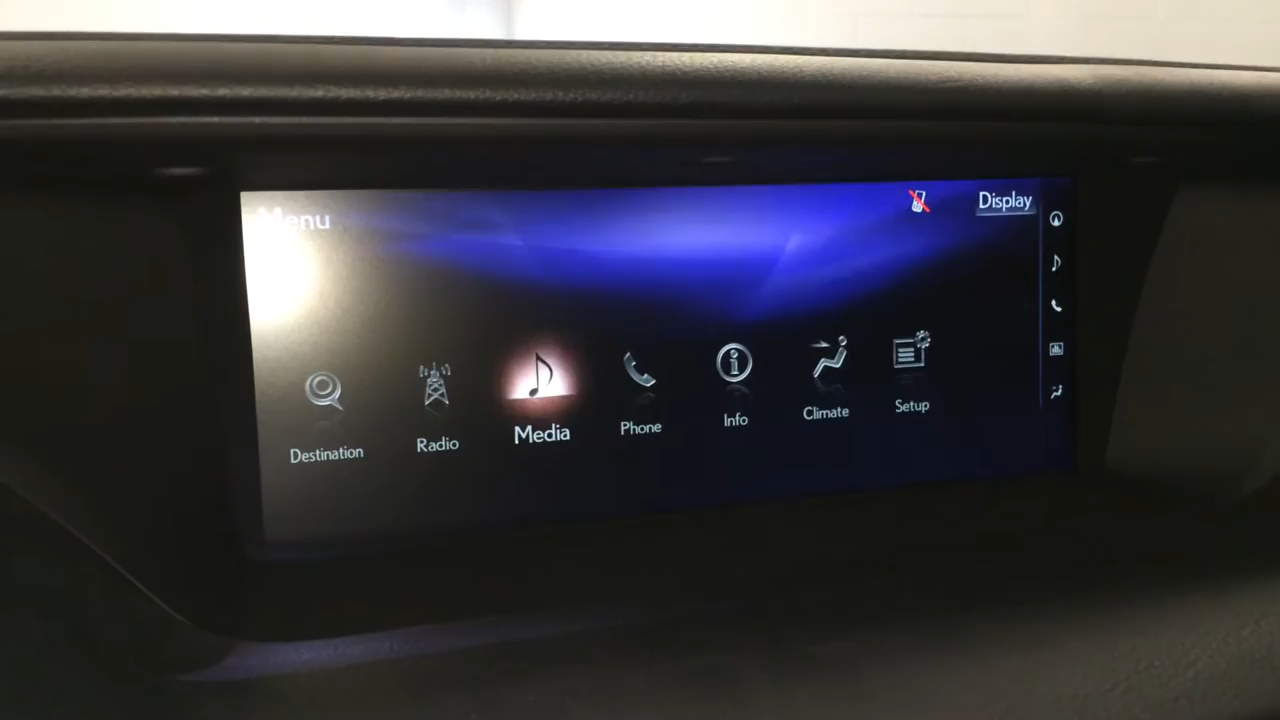 Menu
Display
Destination
Radio
Media
Phone
Info
Climate
Setup